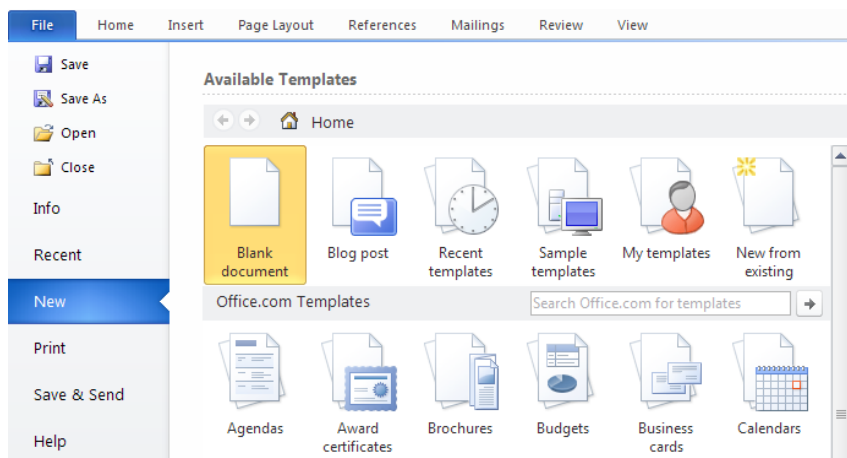 File Home Insert Page Layout References Mailings Review View
Save
Save As
Open
Close
Info
Recent
New
Print
Save & Send
Help
Available Templates
Home
Blank document
Blog post
Recent templates
Sample templates
My templates
New from existing
Office.com Templates
Search Office.com for templates
Agendas
Award certificates
Brochures
Budgets
Business cards
Calendars